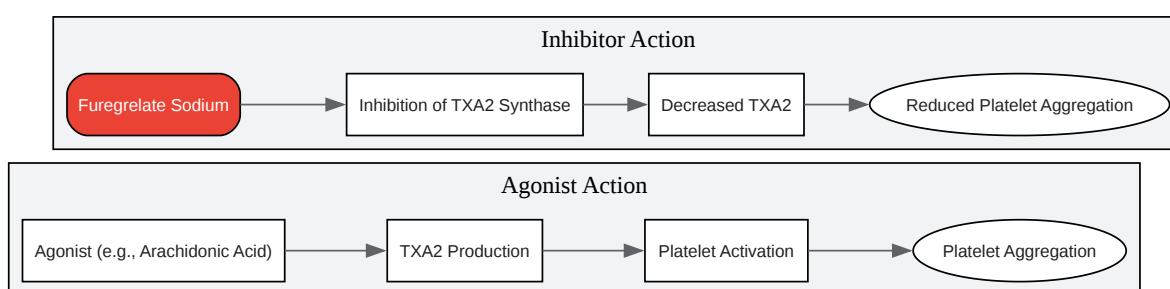 Inhibitor Action
Furegrelate Sodium
Inhibition of TXA2 Synthase
Decreased TXA2
Reduced Platelet Aggregation
Agonist Action
Agonist (e.g., Arachidonic Acid)
TXA2 Production
Platelet Activation
Platelet Aggregation